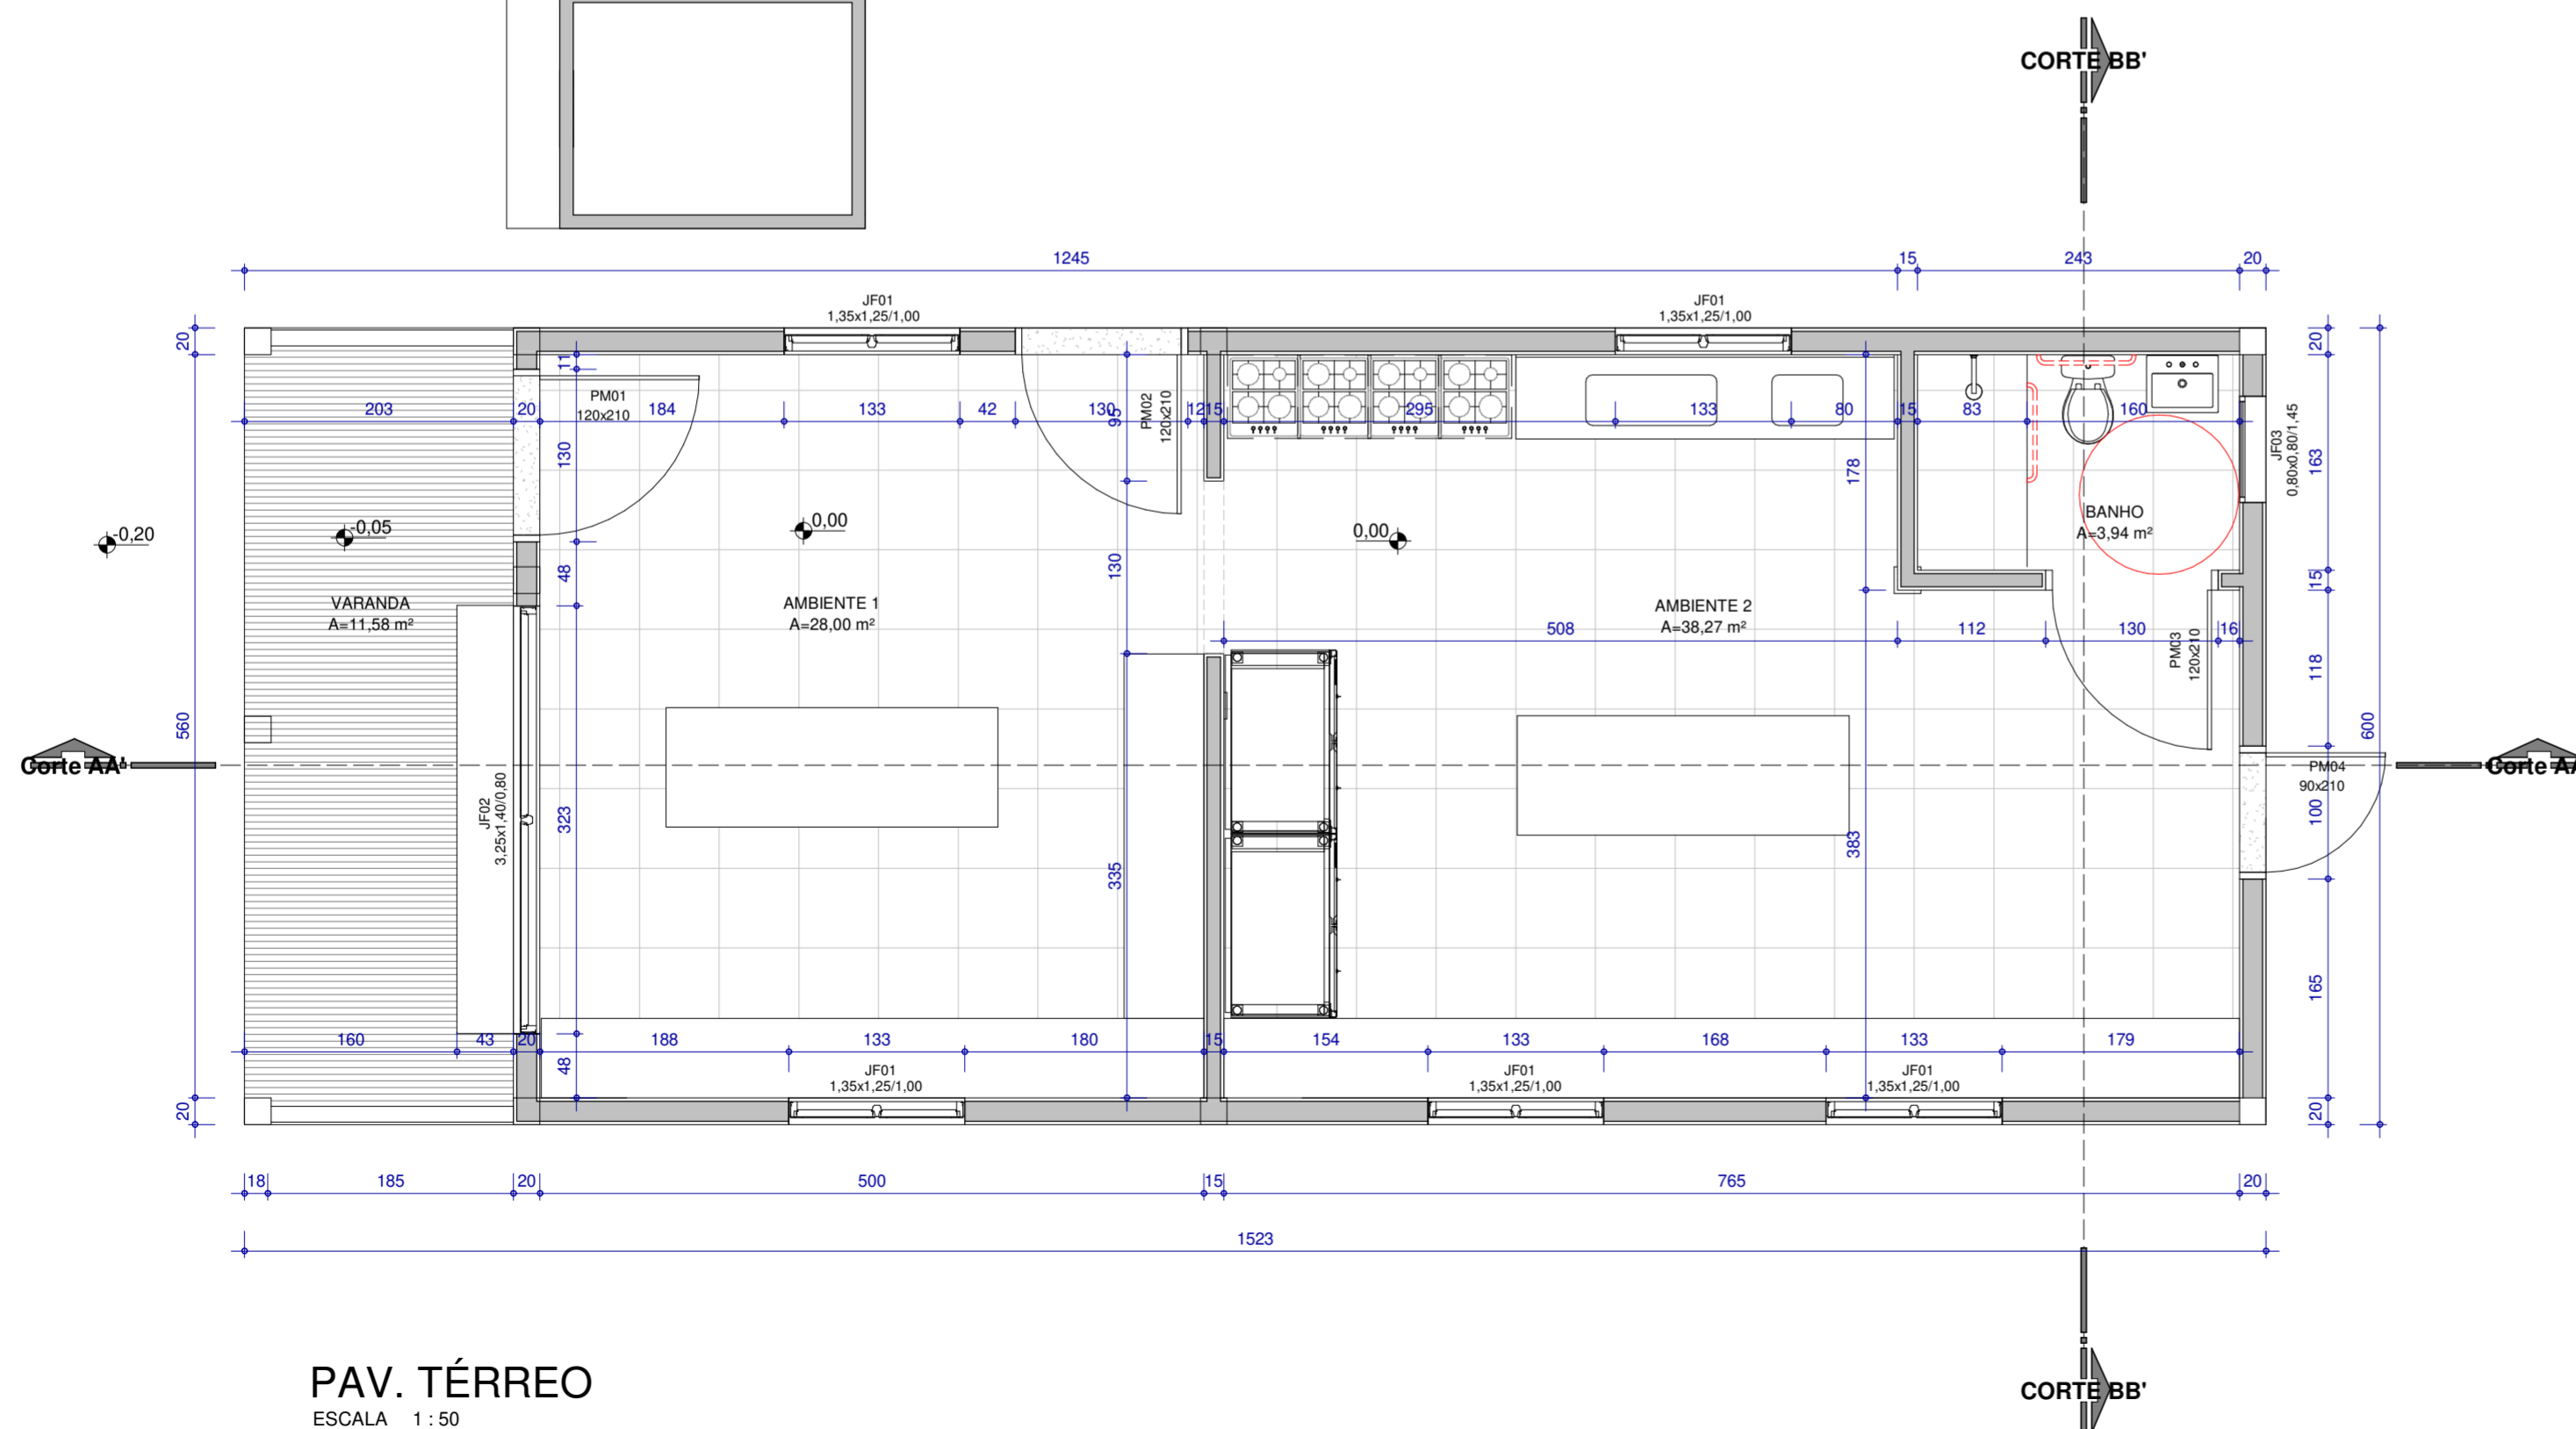 CORTE BB'
1245
15
243
20
JF01
1,35x1,25/1,00
JF01
1,35x1,25/1,00
20
11
20
PM01
120x210
203
20
184
133
42
130
12
15
295
133
80
15
83
160
95
PM02
120x210
130
178
JF03
0,80x0,80/1,45
163
-0,20
-0,05
0,00
0,00
BANHO
A=3,94 m²
48
130
15
VARANDA
A=11,58 m²
AMBIENTE 1
A=28,00 m²
AMBIENTE 2
A=38,27 m²
508
112
130
16
PM03
120x210
118
560
600
Corte AA'
Corte AA
PM04
90x210
100
JF02
3,25x1,40/0,80
323
335
383
165
160
43
20
188
133
180
15
154
133
168
133
179
48
JF01
1,35x1,25/1,00
JF01
1,35x1,25/1,00
JF01
1,35x1,25/1,00
20
20
18
185
20
500
15
765
20
1523
PAV. TÉRREO
ESCALA 1 : 50
CORTE BB'